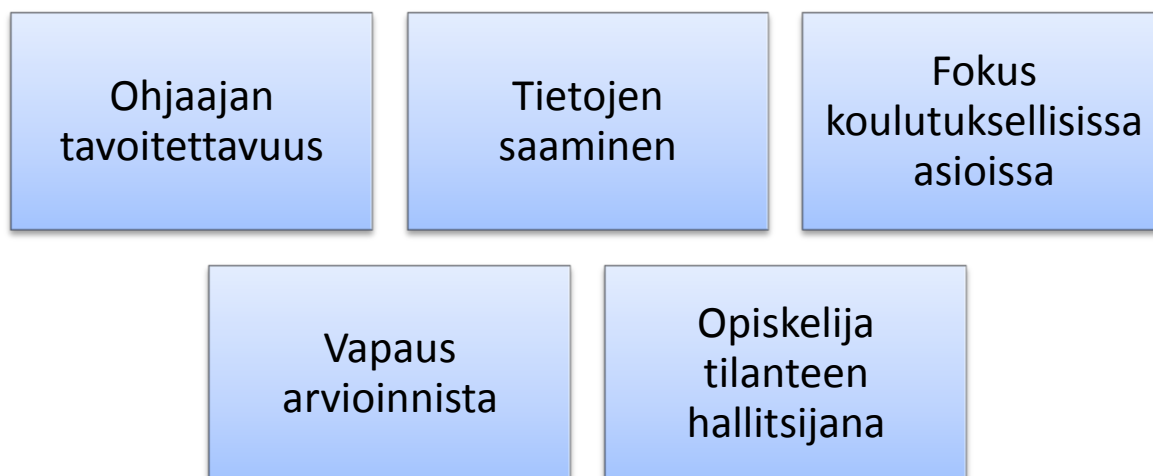 Ohjaajan
tavoitettavuus
Tietojen
saaminen
Fokus
koulutuksellisissa
asioissa
Vapaus
arvioinnista
Opiskelija
tilanteen
hallitsijana